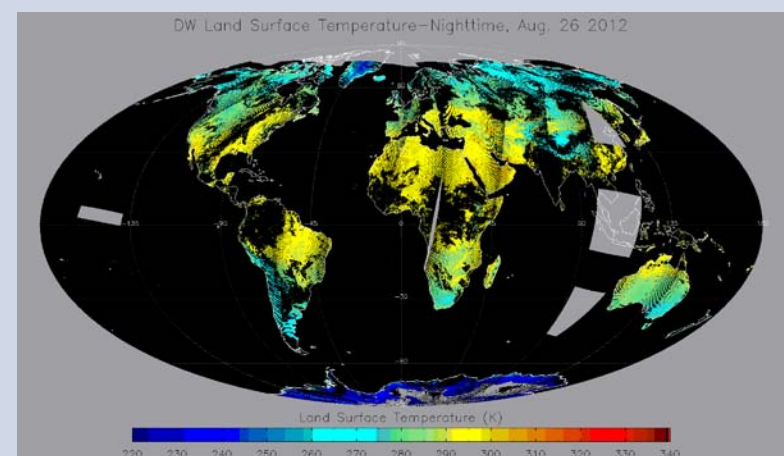 DW Land Surface Temperature-Nighttime, Aug. 26 2012
Land Surface Temperature (K)
220 230 240 250 260 270 280 290 300 310 320 330 340